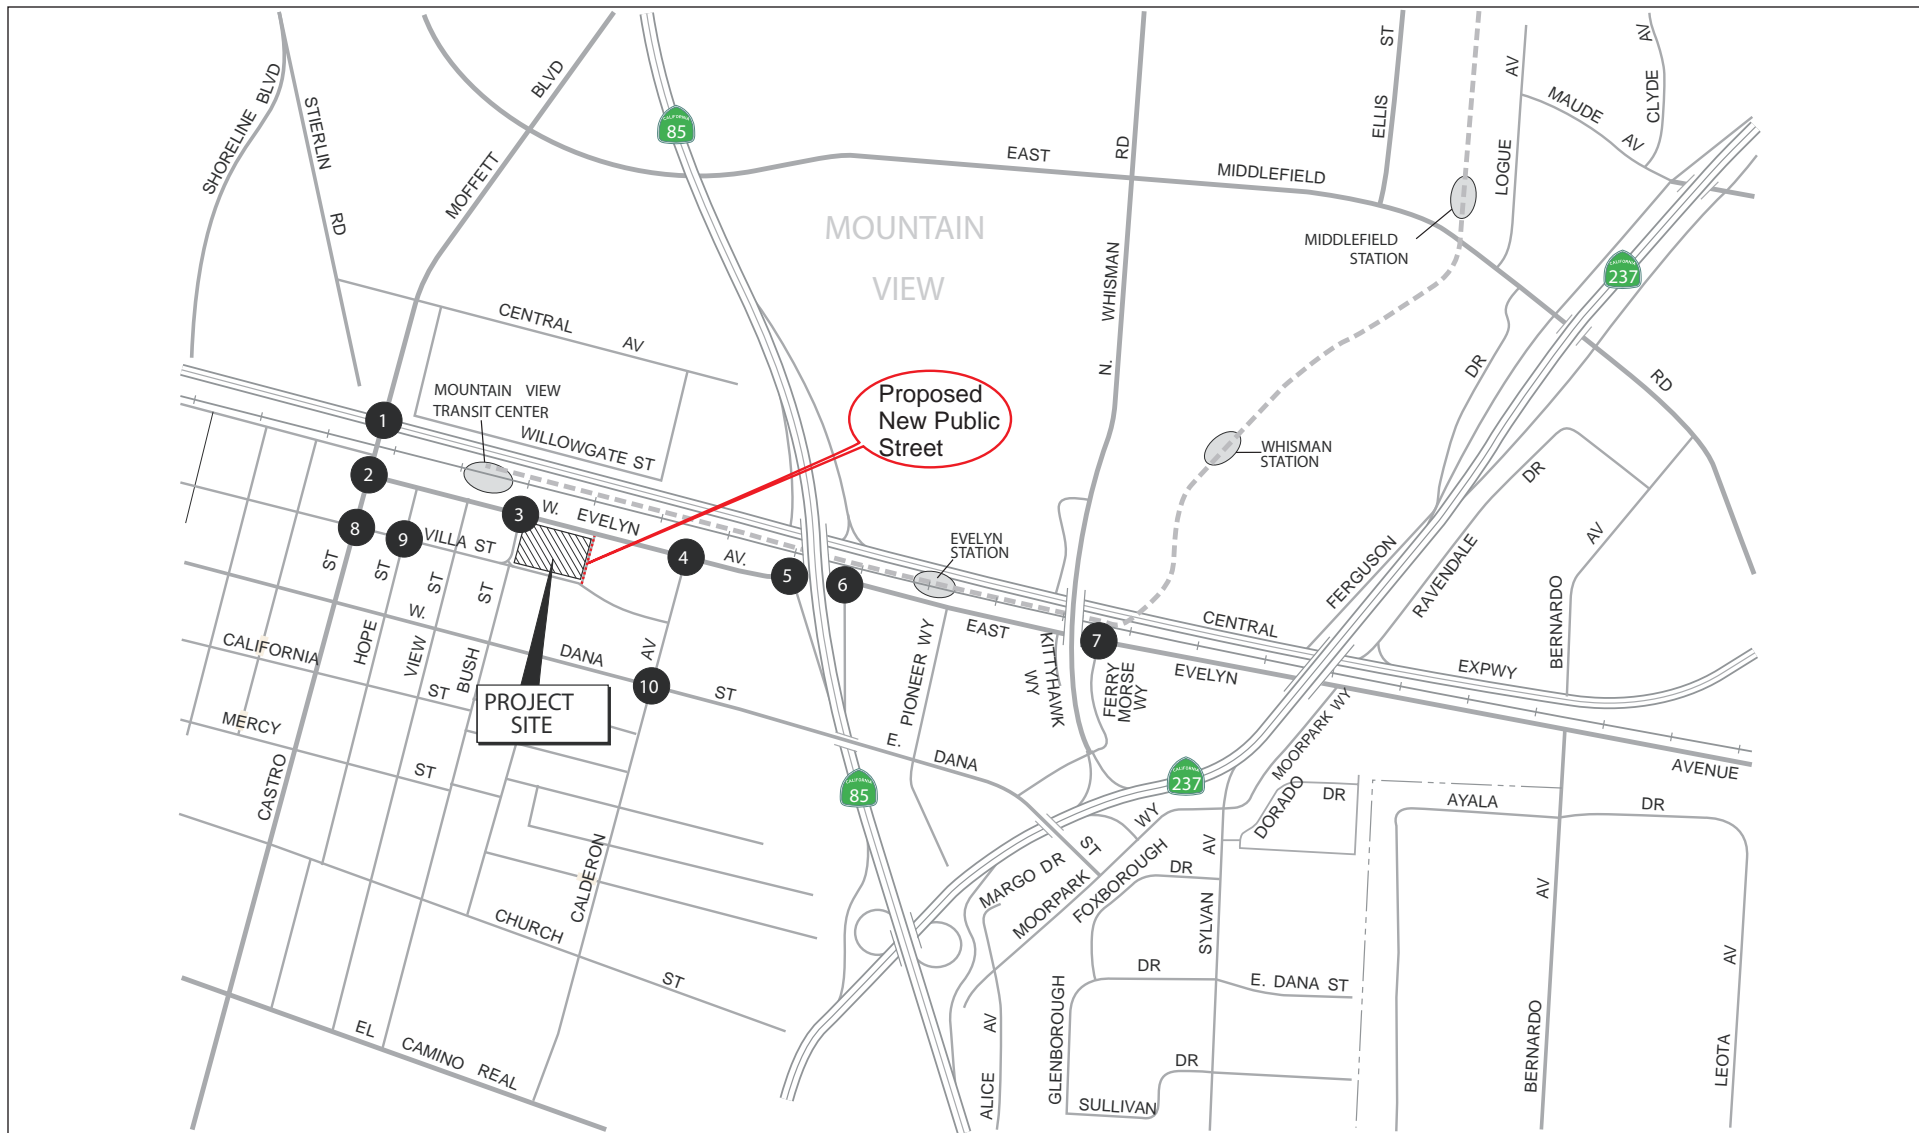 SHORELINE BLVD
STIERLIN
RD
MOFFETT
BLVD
CALIFORNIA
85
EAST
RD
MIDDLEFIELD
ELLIS
ST
LOGUE
AV
MAUDE
AV
CLYDE
AV
MOUNTAIN
VIEW
N.
WHISMAN
MIDDLEFIELD
STATION
CALIFORNIA
237
CENTRAL
AV
DR
RD
MOUNTAIN VIEW
TRANSIT CENTER
WILLOWGATE ST
Proposed
New Public
Street
WHISMAN
STATION
DR
1
2
3
4
5
6
7
8
9
10
W. EVELYN
AV.
VILLA ST
EVELYN
STATION
FERGUSON
RAVENDALE
AV
BERNARDO
ST
ST
ST
ST
HOPE
VIEW
BUSH
W.
DANA
AV
ST
CALIFORNIA
ST
MERCY
ST
PROJECT
SITE
EAST
PIONEER WY
KITTYHAWK
WY
FERRY
MORSE
WY
CENTRAL
EXPWY
EVELYN
AVENUE
MOORPARK WY
E.
DANA
ST
CALIFORNIA
85
CALIFORNIA
237
DORADO
DR
AYALA
DR
CASTRO
CALDERON
CHURCH
ST
MARGO DR
MOORPARK
WY
FOXBOROUGH
DR
AV
SYLVAN
AV
AV
DR
E. DANA ST
EL
CAMINO
REAL
AV
ALICE
GLENBOROUGH
DR
SULLIVAN
BERNARDO
LEOTA